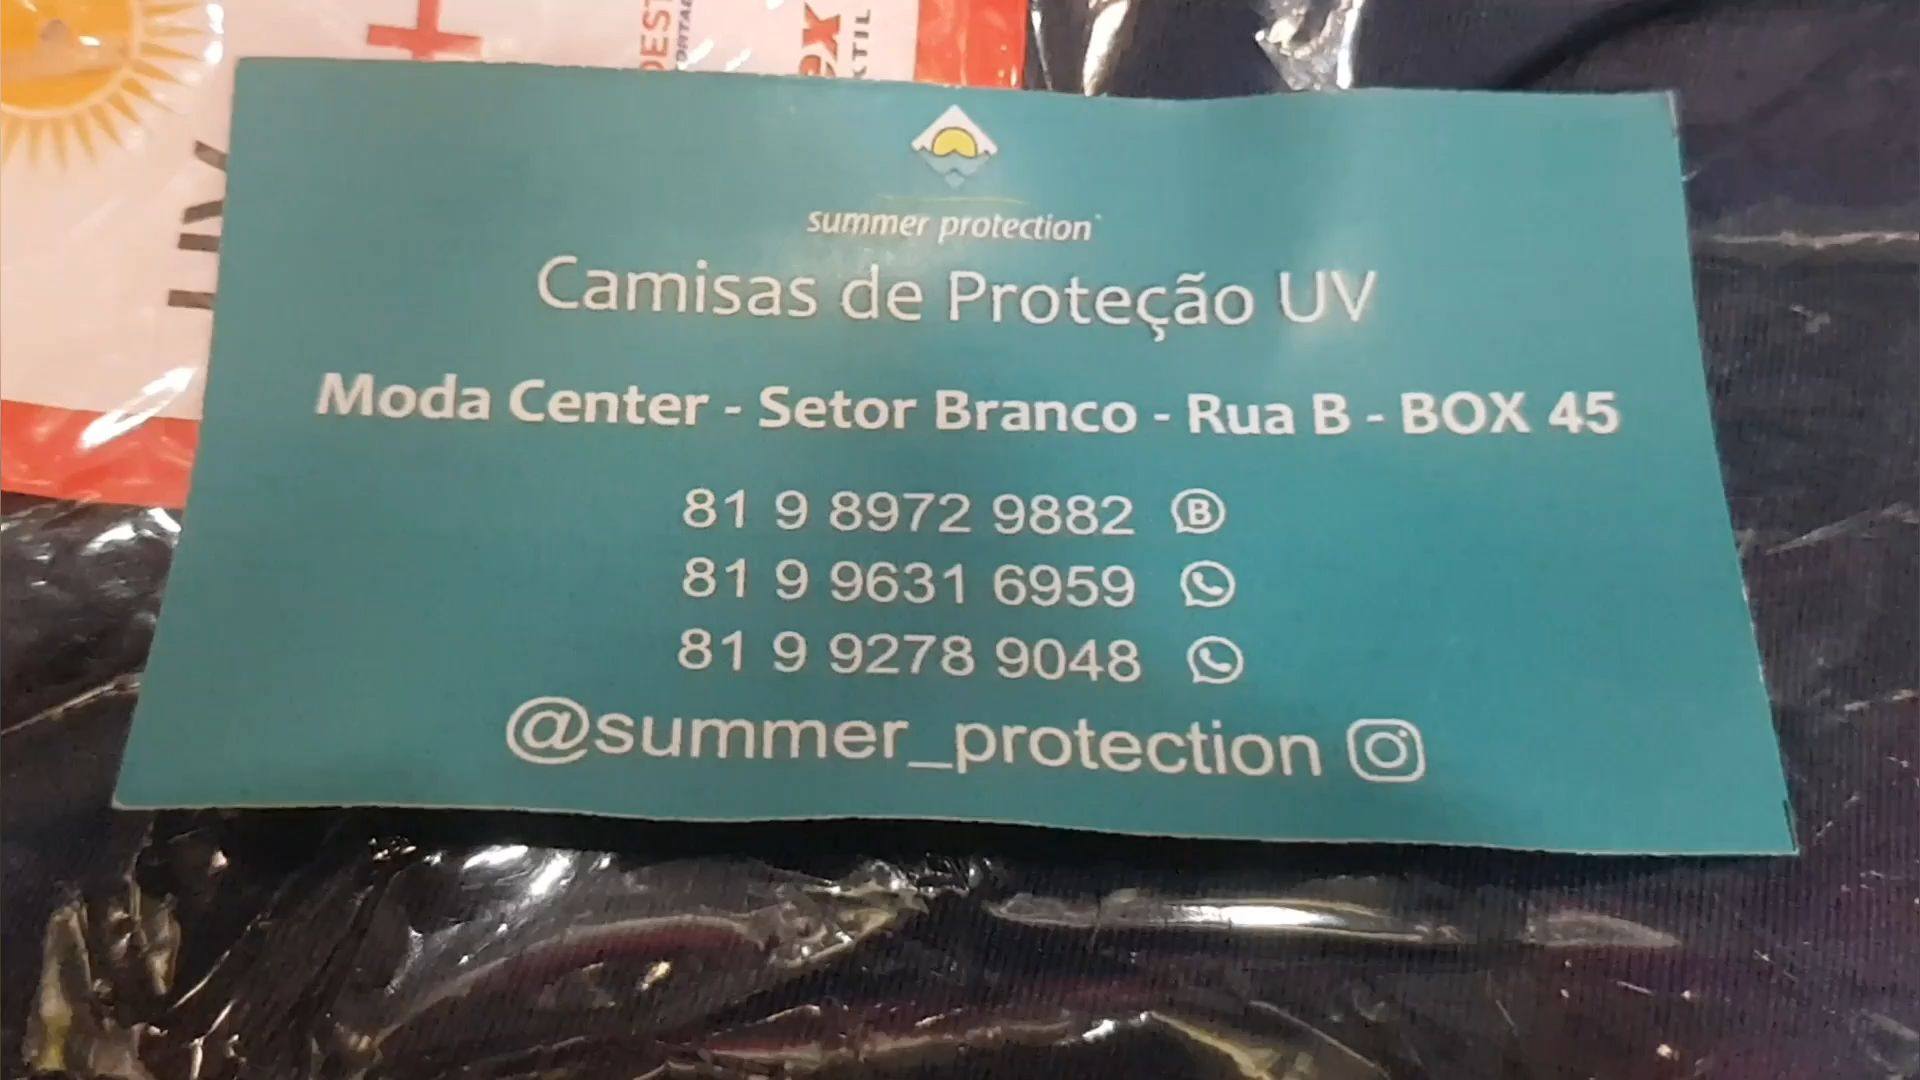 summer protection
Camisas de Proteção UV
Moda Center - Setor Branco - Rua B - BOX 45
81 9 8972 9882
81 9 9631 6959
81 9 9278 9048
@summer_protection